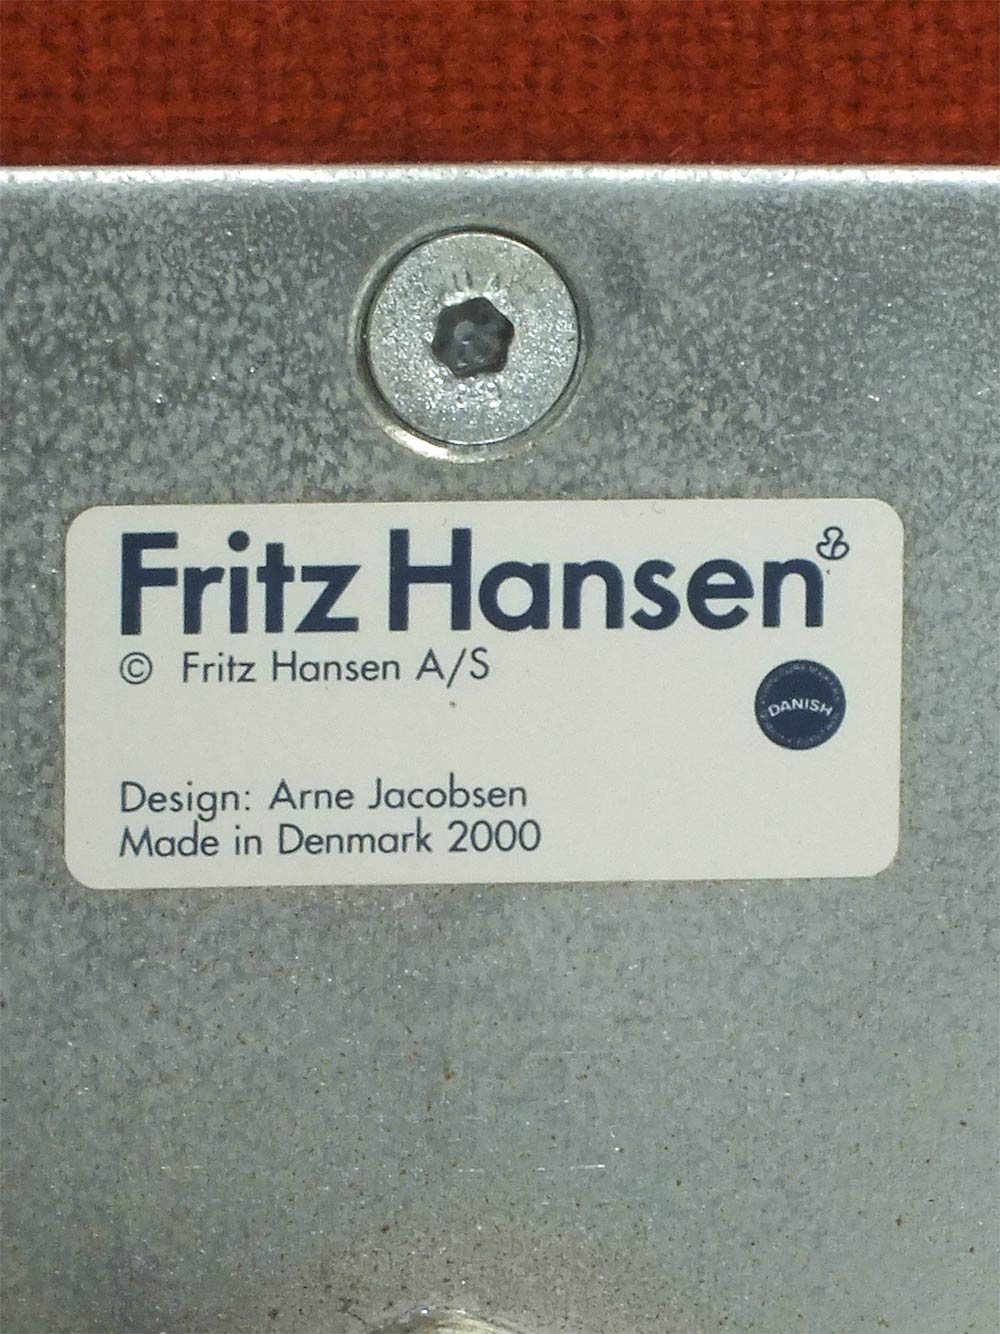 Fritz Hansen
© Fritz Hansen A/S
DANISH
Design: Arne Jacobsen
Made in Denmark 2000